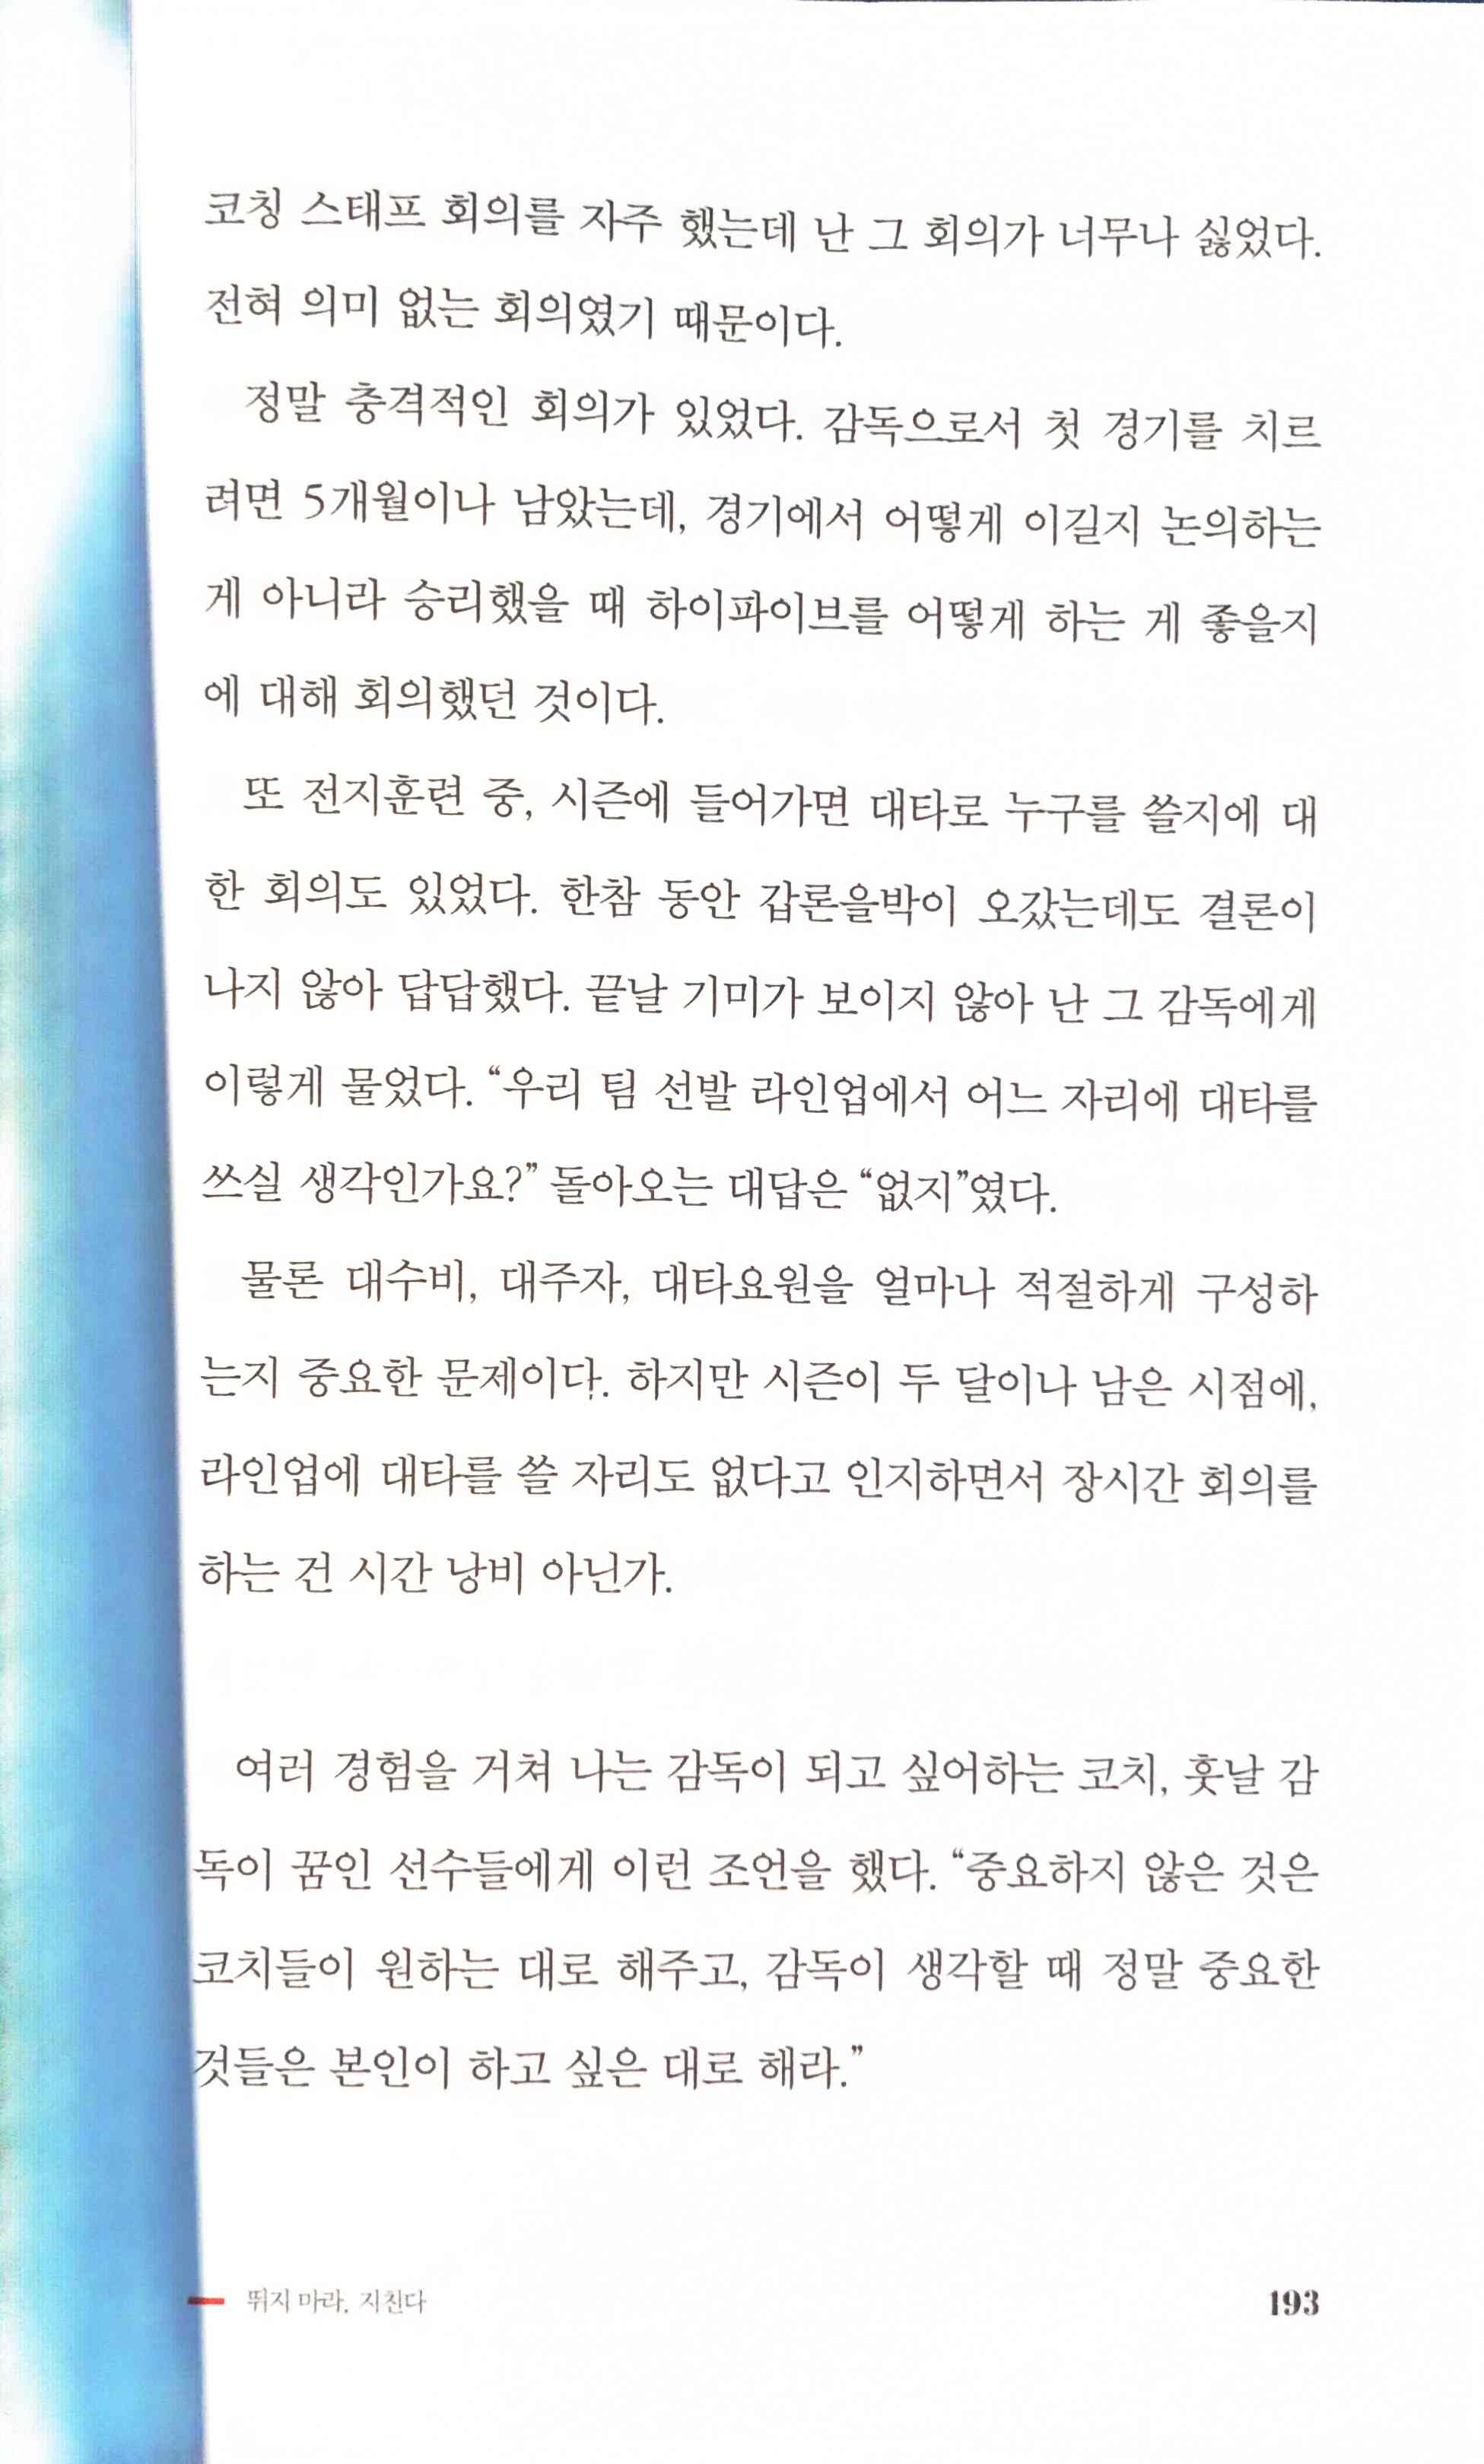 코칭 스태프 회의를 자주 했는데 난 그 회의가 너무나 싫었다.
전혀 의미 없는 회의였기 때문이다.
정말 충격적인 회의가 있었다. 감독으로서 첫 경기를 치르
려면 5개월이나 남았는데, 경기에서 어떻게 이길지 논의하는
게 아니라 승리했을 때 하이파이브를 어떻게 하는 게 좋을지
에 대해 회의했던 것이다.
또 전지훈련 중, 시즌에 들어가면 대타로 누구를 쓸지에 대
한 회의도 있었다. 한참 동안 갑론을박이 오갔는데도 결론이
나지 않아 답답했다. 끝날 기미가 보이지 않아 난 그 감독에게
이렇게 물었다. “우리 팀 선발 라인업에서 어느 자리에 대타를
쓰실 생각인가요?” 돌아오는 대답은 “없지”였다.
물론 대수비, 대주자, 대타요원을 얼마나 적절하게 구성하
는지 중요한 문제이다. 하지만 시즌이 두 달이나 남은 시점에,
라인업에 대타를 쓸 자리도 없다고 인지하면서 장시간 회의를
하는 건 시간 낭비 아닌가.
여러 경험을 거쳐 나는 감독이 되고 싶어하는 코치, 훗날 감
독이 꿈인 선수들에게 이런 조언을 했다. “중요하지 않은 것은
코치들이 원하는 대로 해주고, 감독이 생각할 때 정말 중요한
것들은 본인이 하고 싶은 대로 해라.”
뛰지 마라, 지친다
193